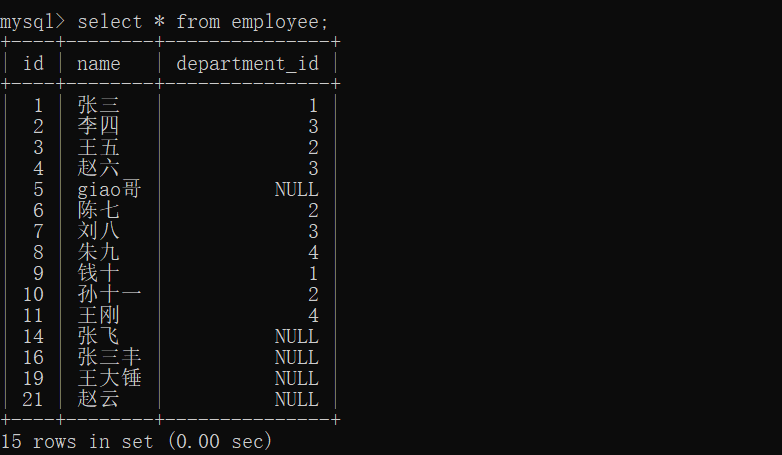 mysql> select * from employee;
+----+--------+---------------+
| id | name   | department_id |
+----+--------+---------------+
|  1 | 张三   |             1 |
|  2 | 李四   |             3 |
|  3 | 王五   |             2 |
|  4 | 赵六   |             3 |
|  5 | giao哥 |          NULL |
|  6 | 陈七   |             2 |
|  7 | 刘八   |             3 |
|  8 | 朱九   |             4 |
|  9 | 钱十   |             1 |
| 10 | 孙十一 |             2 |
| 11 | 王刚   |             4 |
| 14 | 张飞   |          NULL |
| 16 | 张三丰 |          NULL |
| 19 | 王大锤 |          NULL |
| 21 | 赵云   |          NULL |
+----+--------+---------------+
15 rows in set (0.00 sec)